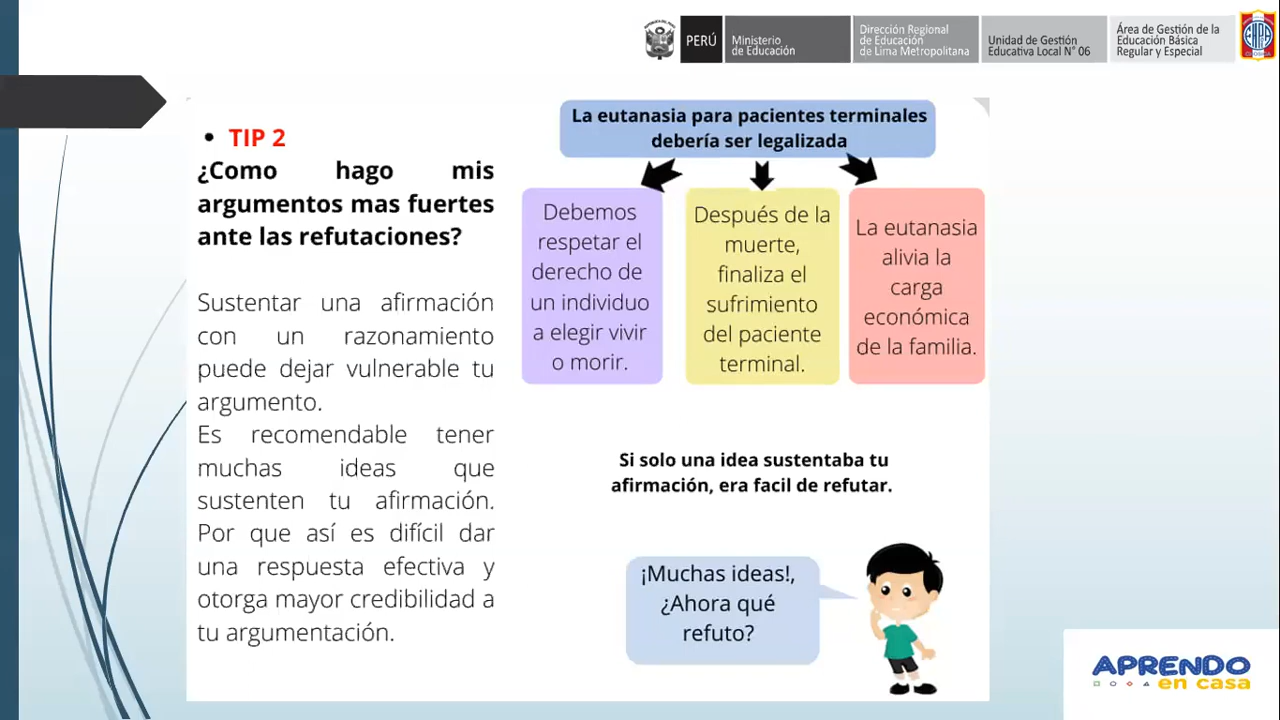 PERÚ
Ministerio
de Educación
Dirección Regional
de Educación
de Lima Metropolitana
Unidad de Gestión
Educativa Local N° 06
Área de Gestión de la
Educación Básica
Regular y Especial
• TIP 2
¿Como hago mis
argumentos mas fuertes
ante las refutaciones?
Sustentar una afirmación
con un razonamiento
puede dejar vulnerable tu
argumento.
Es recomendable tener
muchas ideas que
sustenten tu afirmación.
Por que así es difícil dar
una respuesta efectiva y
otorga mayor credibilidad a
tu argumentación.
La eutanasia para pacientes terminales
debería ser legalizada
Debemos
respetar el
derecho de
un individuo
a elegir vivir
o morir.
Después de la
muerte,
finaliza el
sufrimiento
del paciente
terminal.
La eutanasia
alivia la
carga
económica
de la familia.
Si solo una idea sustentaba tu
afirmación, era facil de refutar.
¡Muchas ideas!,
¿Ahora qué
refuto?
APRENDO
en casa